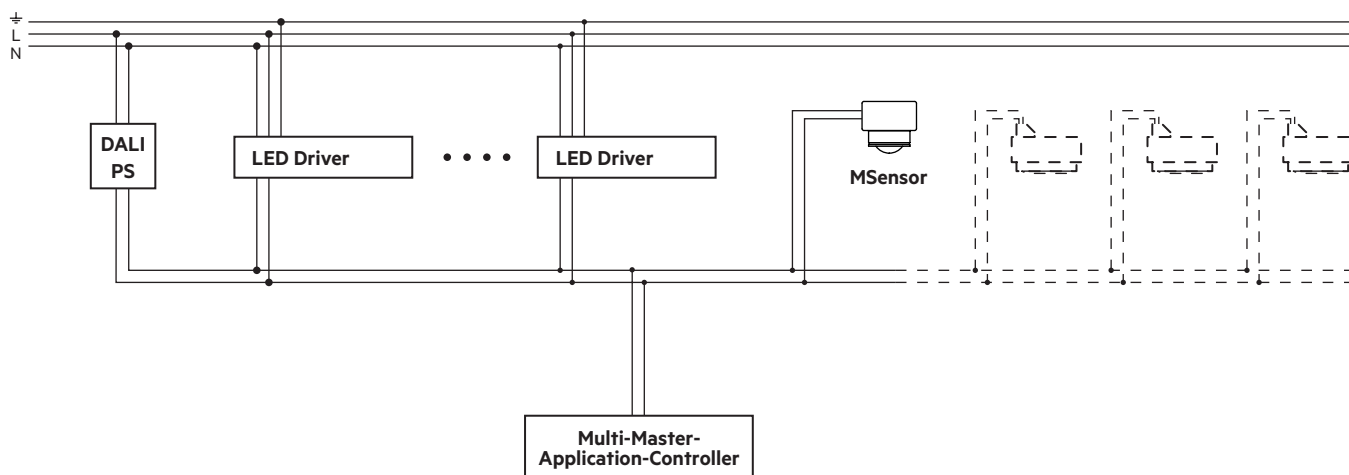 ⏚
L
N
DALI
PS
LED Driver
LED Driver
MSensor
Multi-Master-
Application-Controller